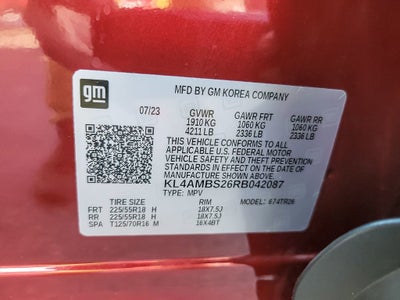 gm
MFD BY GM KOREA COMPANY
07/23 GVWR GAWR FRT GAWR RR
1910 KG 1060 KG 1060 KG
4211 LB 2336 LB 2336 LB
THIS VEHICLE CONFORMS TO ALL
APPLICABLE U.S. FEDERAL MOTOR
VEHICLE SAFETY AND THEFT PREVENTION
STANDARDS IN EFFECT ON THE DATE
OF MANUFACTURE SHOWN ABOVE.
KL4AMBS26RB042087
TYPE: MPV MODEL: 4TR26
TIRE SIZE RIM
FRT 225/55R18 H 18X7.5J
RR 225/55R18 H 18X7.5J
SPA T125/70R16 M 16X4BT